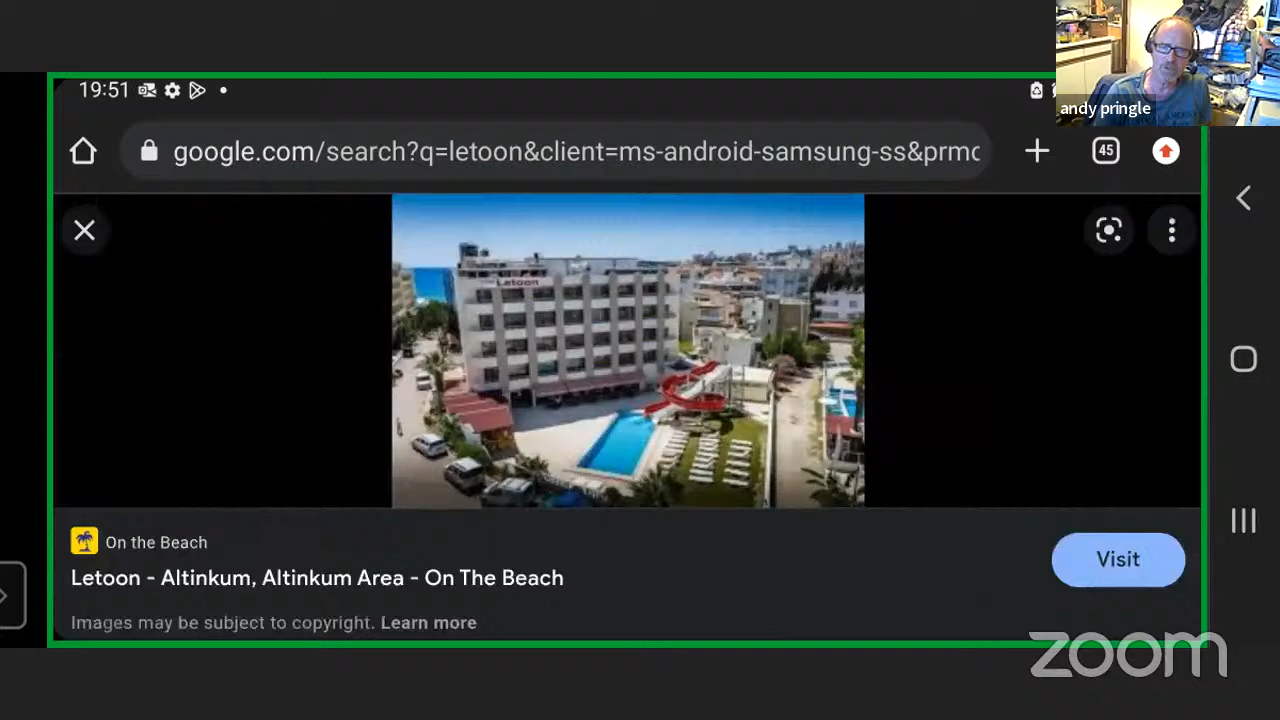 19:51
andy pringle
google.com/search?q=letoon&client=ms-android-samsung-ss&prmc
45
Letoon
On the Beach
Letoon - Altinkum, Altinkum Area - On The Beach
Visit
Images may be subject to copyright. Learn more
zoom